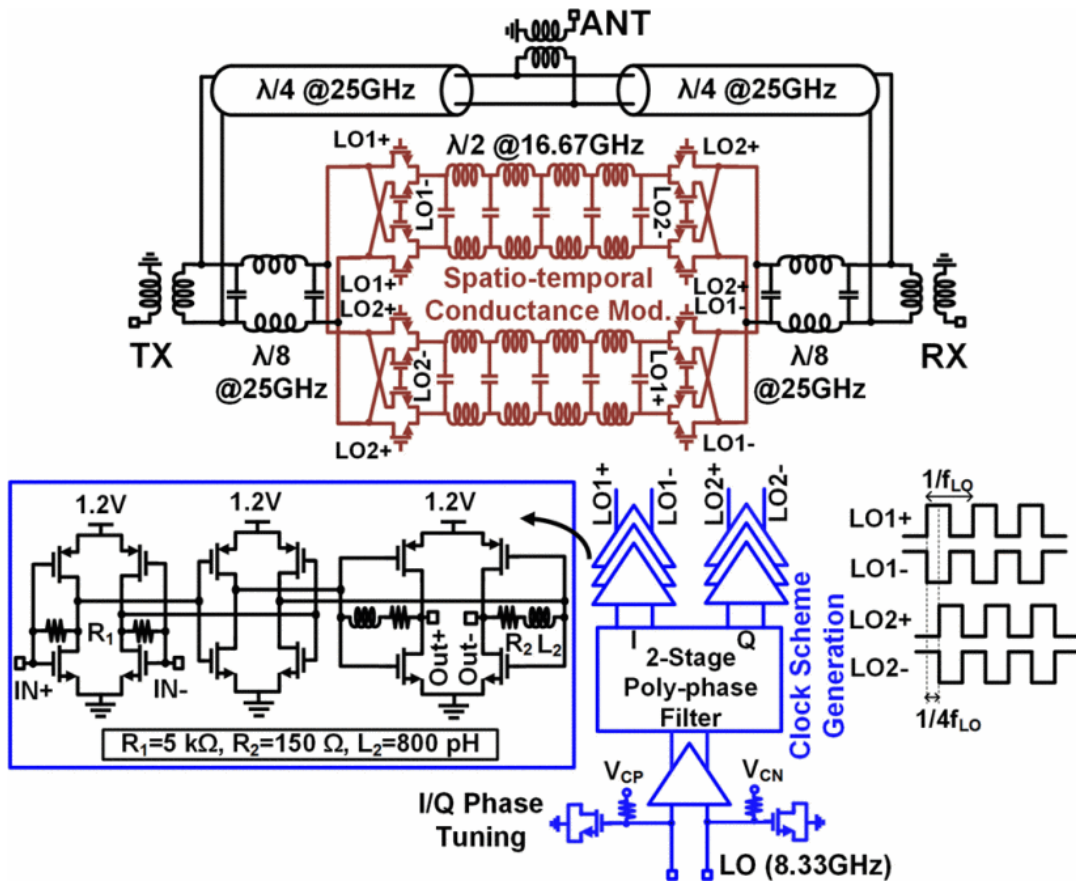 ANT
λ/4 @25GHz
λ/4 @25GHz
LO1+
λ/2 @16.67GHz
LO2+
LO1-
LO2-
Spatio-temporal
Conductance Mod.
LO1+
LO2+
LO2+
LO1-
TX
λ/8
@25GHz
LO2-
LO1+
λ/8
@25GHz
RX
LO2+
LO1-
1.2V
1.2V
1.2V
R1
IN+
IN-
Out+
Out-
R2 L2
R1=5 kΩ, R2=150 Ω, L2=800 pH
LO1+
LO1-
LO2+
LO2-
I
Q
2-Stage
Poly-phase
Filter
Clock Scheme
Generation
VCP
VCN
I/Q Phase
Tuning
LO (8.33GHz)
1/fLO
LO1+
LO1-
LO2+
LO2-
1/4fLO